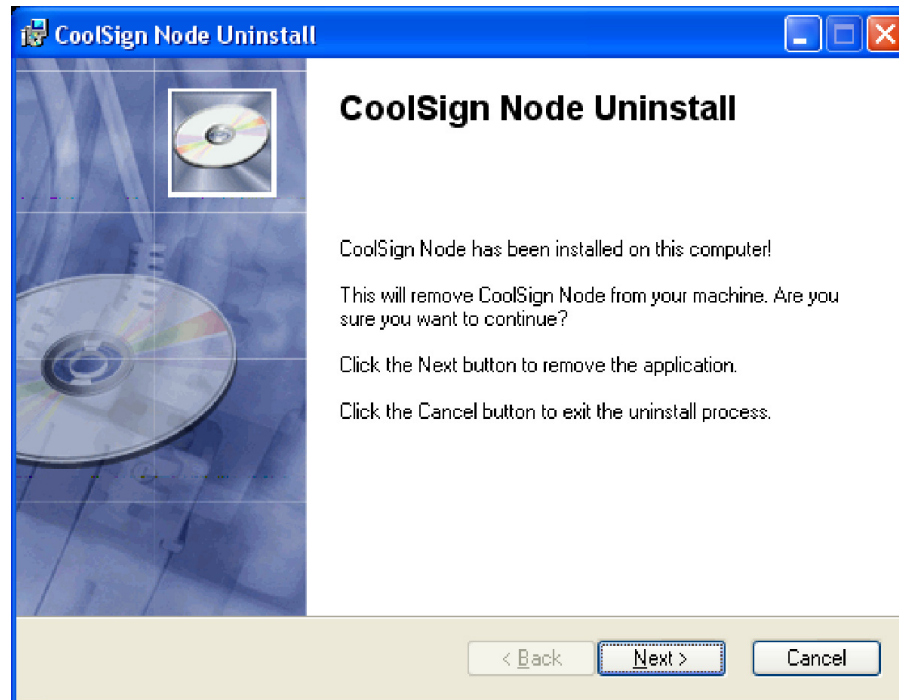 CoolSign Node Uninstall
CoolSign Node Uninstall
CoolSign Node has been installed on this computer!
This will remove CoolSign Node from your machine. Are you
sure you want to continue?
Click the Next button to remove the application.
Click the Cancel button to exit the uninstall process.
< Back
Next >
Cancel